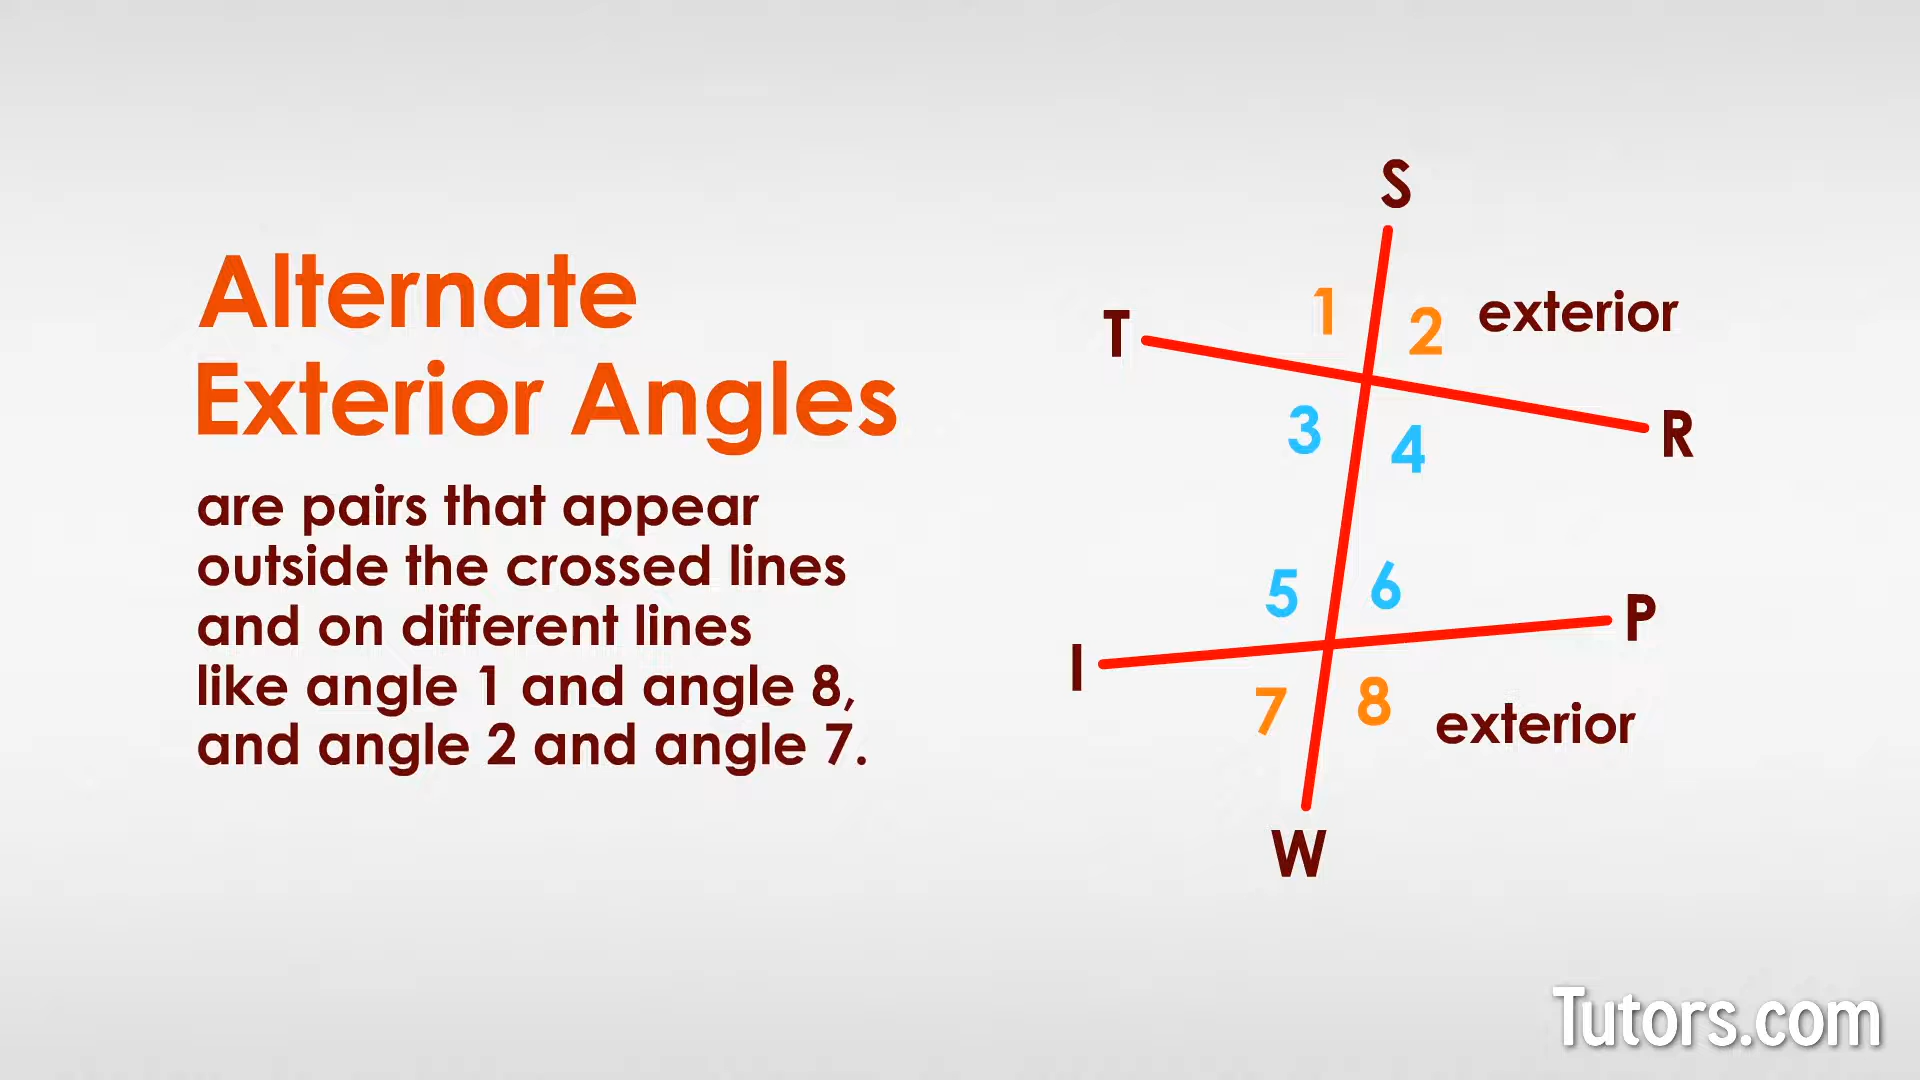 Alternate
Exterior Angles
are pairs that appear
outside the crossed lines
and on different lines
like angle 1 and angle 8,
and angle 2 and angle 7.
S
1 2 exterior
T
R
3 4
5 6
P
I
7 8 exterior
W
Tutors.com